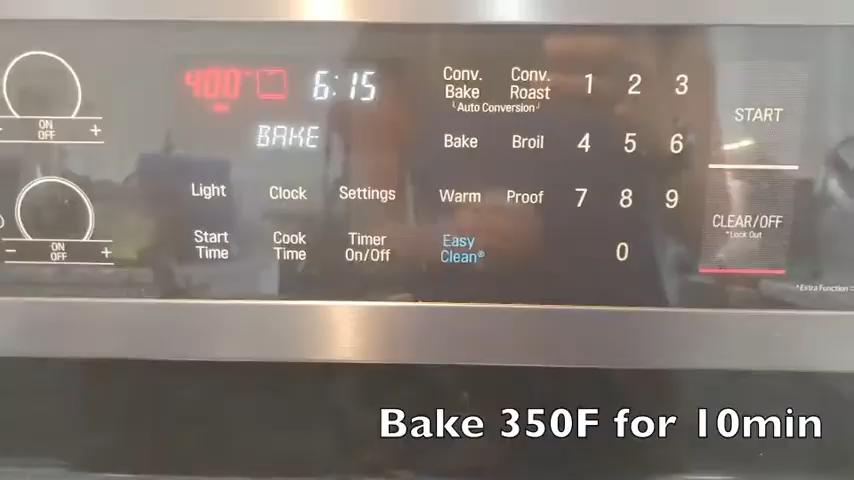 400° 6:15
BAKE
ON
OFF
- +
ON
OFF
- +
Light Clock Settings
Start Time Cook Time Timer On/Off
Conv. Bake Conv. Roast
Auto Conversion
Bake Broil
Warm Proof
Easy Clean®
1 2 3
4 5 6
7 8 9
0
START
CLEAR/OFF
*Lock Out
*Extra Function
Bake 350F for 10min